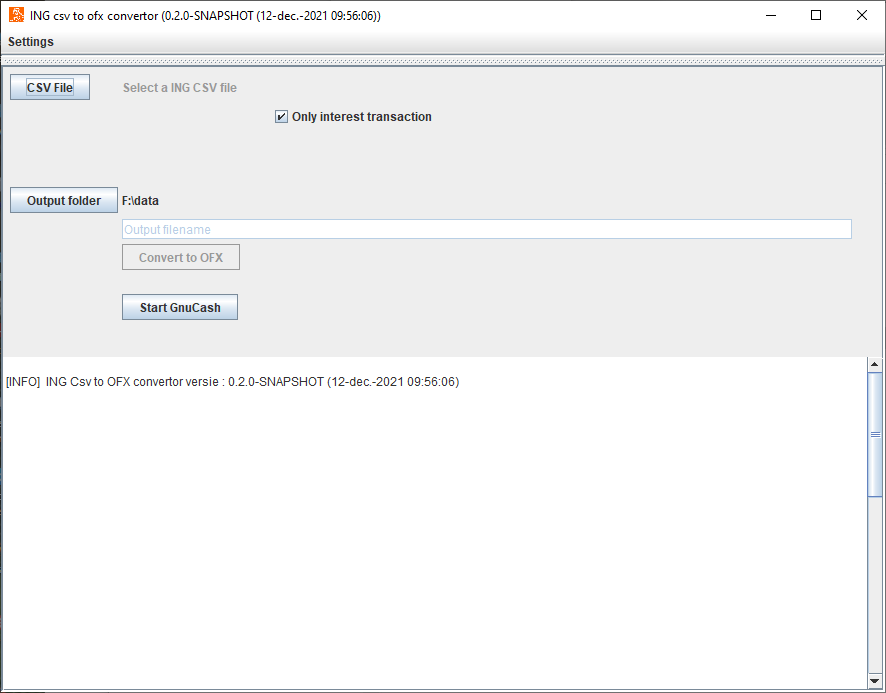 ING csv to ofx convertor (0.2.0-SNAPSHOT (12-dec.-2021 09:56:06))
Settings
CSV File Select a ING CSV file
Only interest transaction
Output folder F:\data
Output filename
Convert to OFX
Start GnuCash
[INFO] ING Csv to OFX convertor versie : 0.2.0-SNAPSHOT (12-dec.-2021 09:56:06)